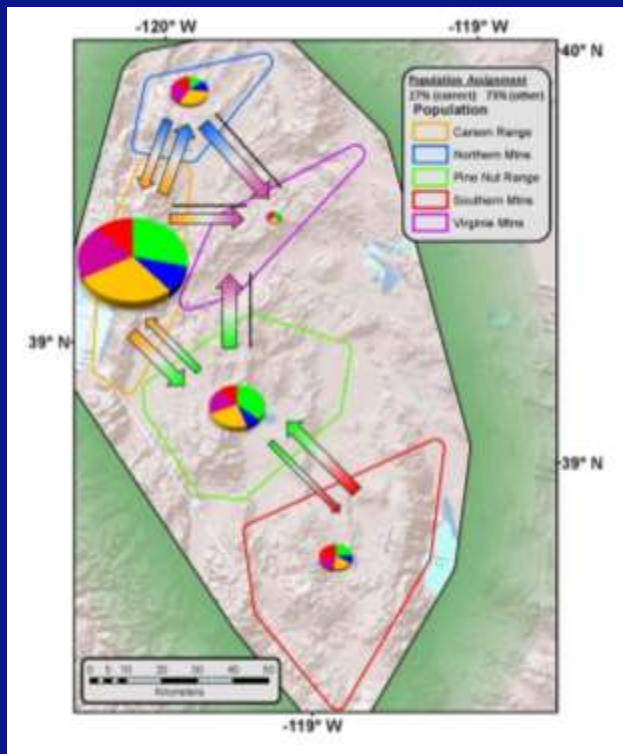 -120° W
-119° W
40° N
Population Assignment
27% (correct) 73% (other)
Population
Carson Range
Northern Mtns
Pine Nut Range
Southern Mtns
Virginia Mtns
39° N
39° N
0 5 10 20 30 40 50
Kilometers
-119° W